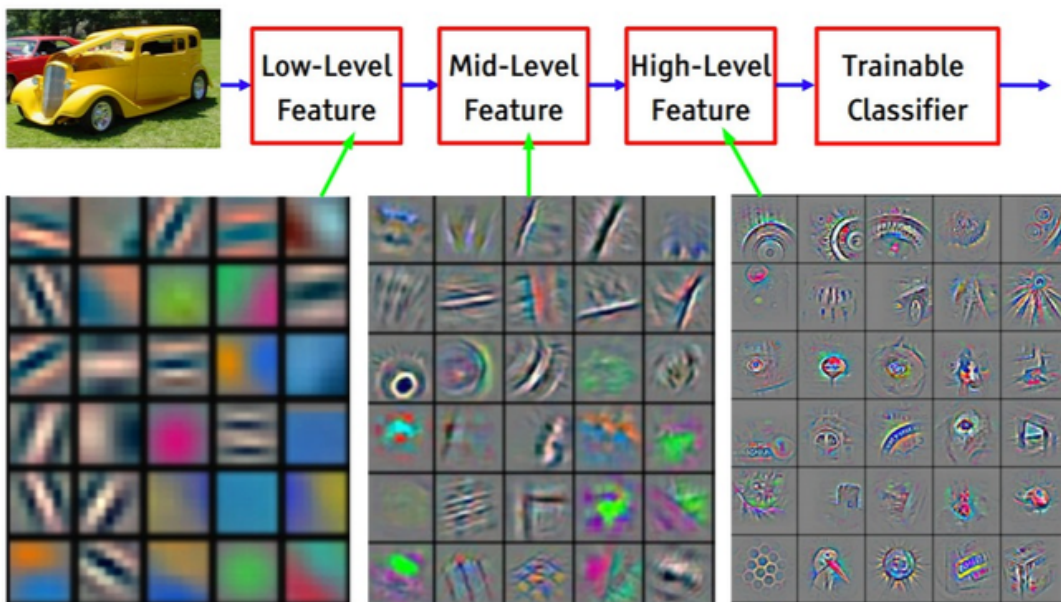 Low-Level
Feature
Mid-Level
Feature
High-Level
Feature
Trainable
Classifier